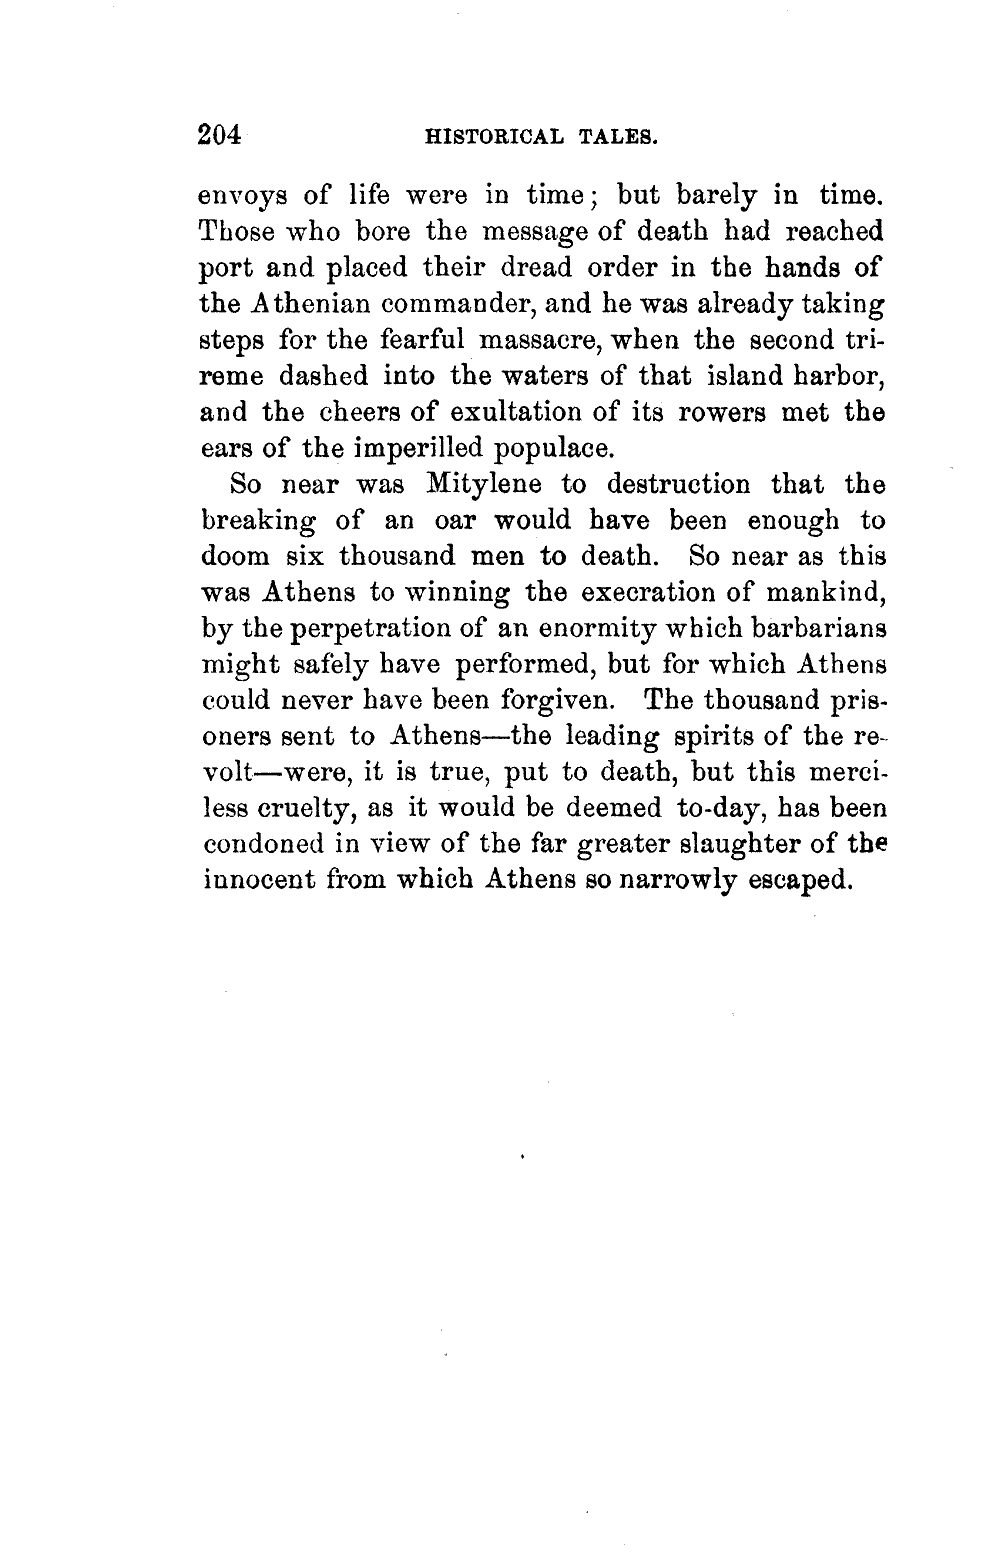 204 HISTORICAL TALES.
envoys of life were in time; but barely in time.
Those who bore the message of death had reached
port and placed their dread order in the hands of
the Athenian commander, and he was already taking
steps for the fearful massacre, when the second tri-
reme dashed into the waters of that island harbor,
and the cheers of exultation of its rowers met the
ears of the imperilled populace.
So near was Mitylene to destruction that the
breaking of an oar would have been enough to
doom six thousand men to death. So near as this
was Athens to winning the execration of mankind,
by the perpetration of an enormity which barbarians
might safely have performed, but for which Athens
could never have been forgiven. The thousand pris-
oners sent to Athens—the leading spirits of the re-
volt—were, it is true, put to death, but this merci-
less cruelty, as it would be deemed to-day, has been
condoned in view of the far greater slaughter of the
innocent from which Athens so narrowly escaped.